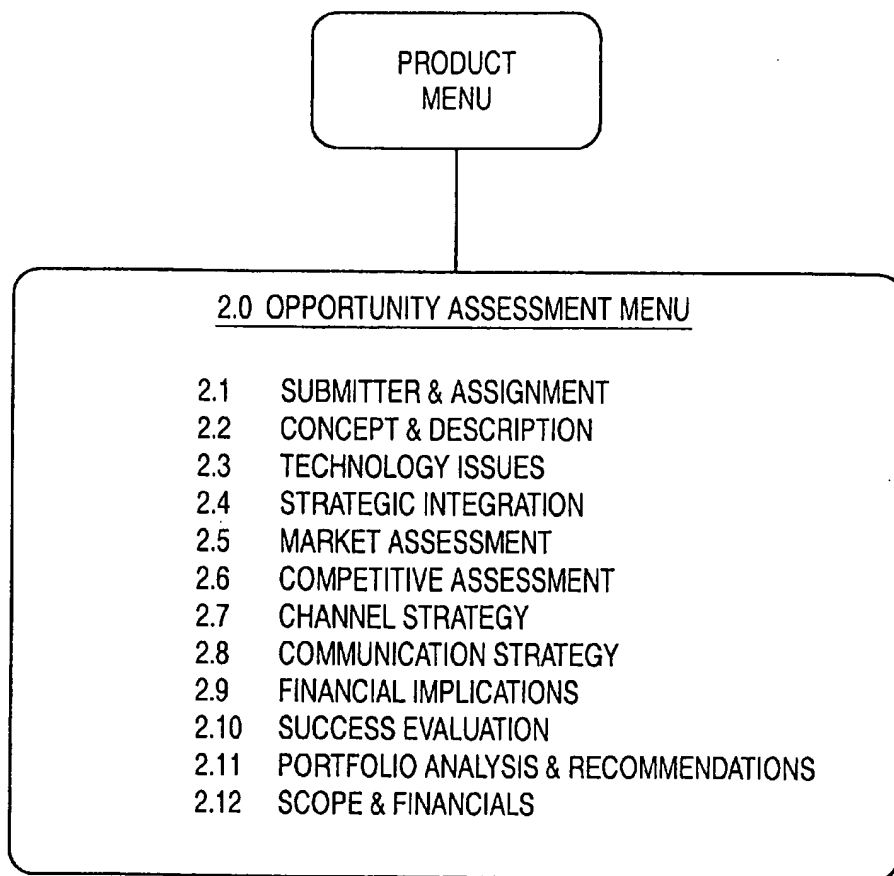 PRODUCT
MENU
2.0 OPPORTUNITY ASSESSMENT MENU
2.1 SUBMITTER & ASSIGNMENT
2.2 CONCEPT & DESCRIPTION
2.3 TECHNOLOGY ISSUES
2.4 STRATEGIC INTEGRATION
2.5 MARKET ASSESSMENT
2.6 COMPETITIVE ASSESSMENT
2.7 CHANNEL STRATEGY
2.8 COMMUNICATION STRATEGY
2.9 FINANCIAL IMPLICATIONS
2.10 SUCCESS EVALUATION
2.11 PORTFOLIO ANALYSIS & RECOMMENDATIONS
2.12 SCOPE & FINANCIALS